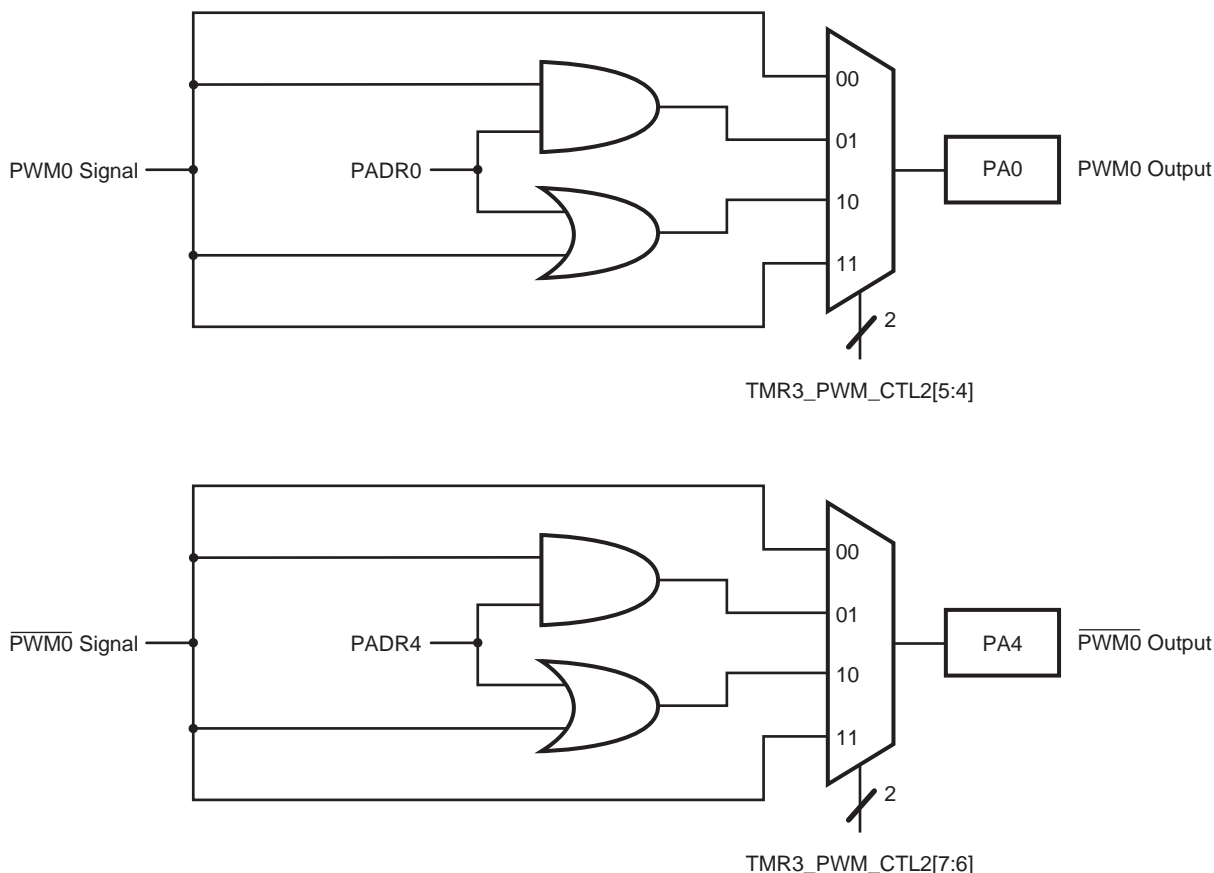 00
01
PWM0 Signal
PADR0
PA0
PWM0 Output
10
11
2
TMR3_PWM_CTL2[5:4]
00
01
PWM0 Signal
PADR4
PA4
PWM0 Output
10
11
2
TMR3_PWM_CTL2[7:6]